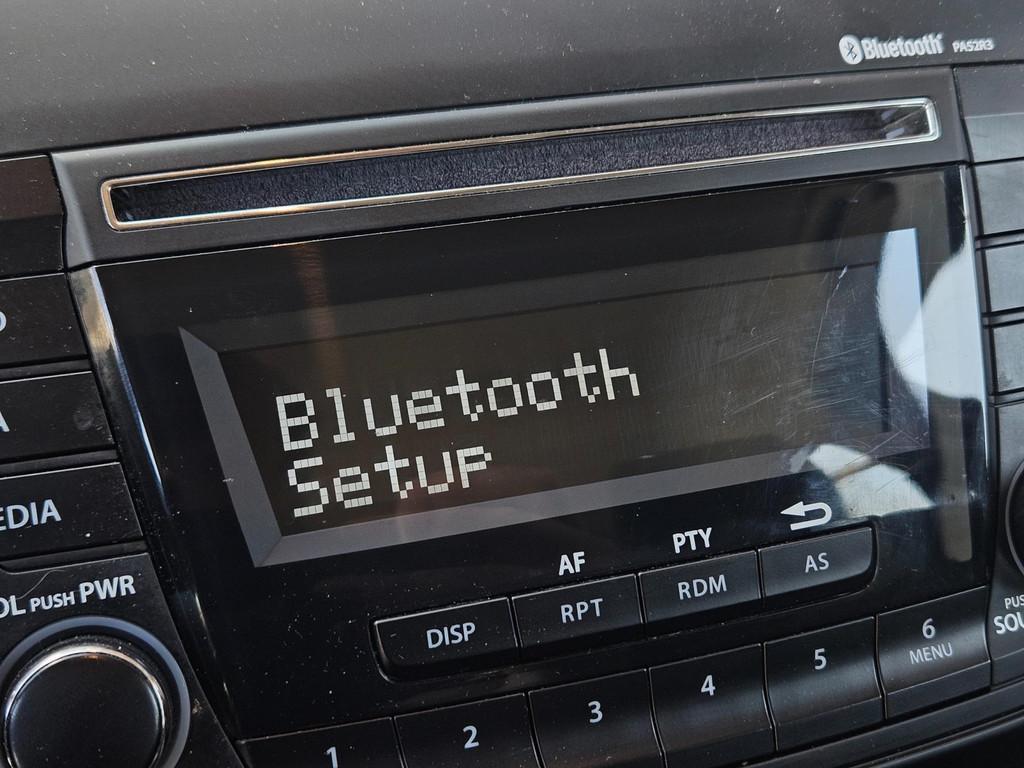 Bluetooth PA52R3
Bluetooth
Setup
EDIA
OL PUSH PWR
AF
PTY
DISP
RPT
RDM
AS
1
2
3
4
5
6
MENU
PUS
SOU